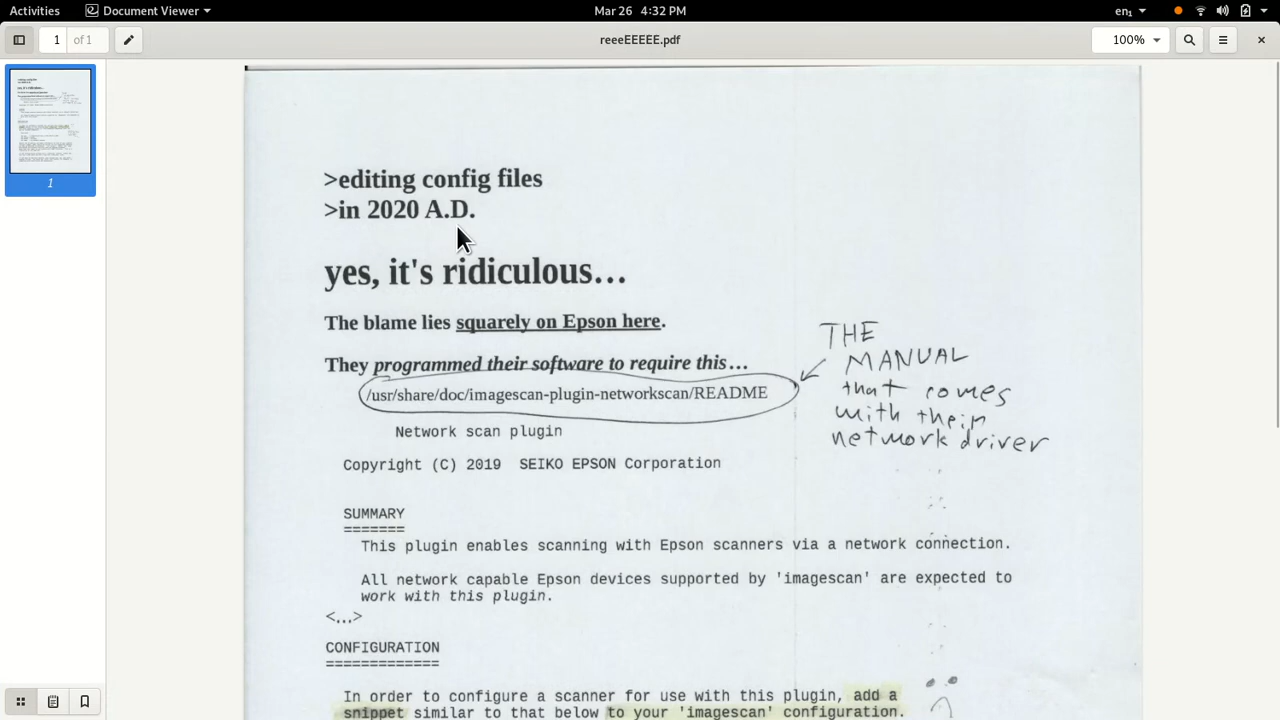 Activities Document Viewer Mar 26 4:32 PM en1
1 of 1 reeeEEEEE.pdf 100%
>editing config files
>in 2020 A.D.
yes, it's ridiculous…
The blame lies squarely on Epson here.
They programmed their software to require this…
/usr/share/doc/imagescan-plugin-networkscan/README
THE
MANUAL
that comes
with their
network driver
Network scan plugin
Copyright (C) 2019 SEIKO EPSON Corporation
SUMMARY
=======
This plugin enables scanning with Epson scanners via a network connection.
All network capable Epson devices supported by 'imagescan' are expected to
work with this plugin.
<…>
CONFIGURATION
=============
In order to configure a scanner for use with this plugin, add a
snippet similar to that below to your 'imagescan' configuration.
1